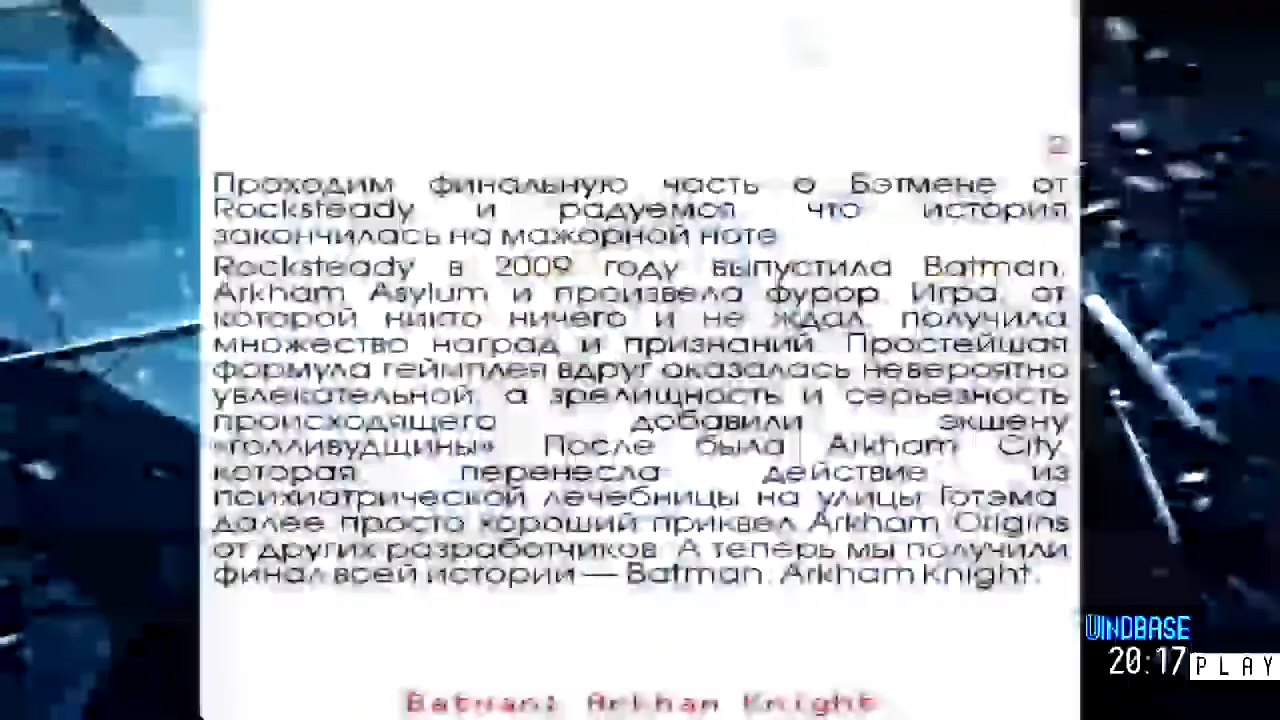 2
Проходим финальную часть о Бэтмене от
Rocksteady и радуемся, что история
закончилась на мажорной ноте.
Rocksteady в 2009 году выпустила Batman:
Arkham Asylum и произвела фурор. Игра, от
которой никто ничего и не ждал, получила
множество наград и признаний. Простейшая
формула геймплея вдруг оказалась невероятно
увлекательной, а зрелищность и серьезность
происходящего добавили экшену
«голливудщины». После была Arkham City,
которая перенесла действие из
психиатрической лечебницы на улицы Готэма,
далее просто хороший приквел Arkham Origins
от других разработчиков. А теперь мы получили
финал всей истории — Batman: Arkham Knight.
Batman: Arkham Knight
UINDBASE
20:17 PLAY